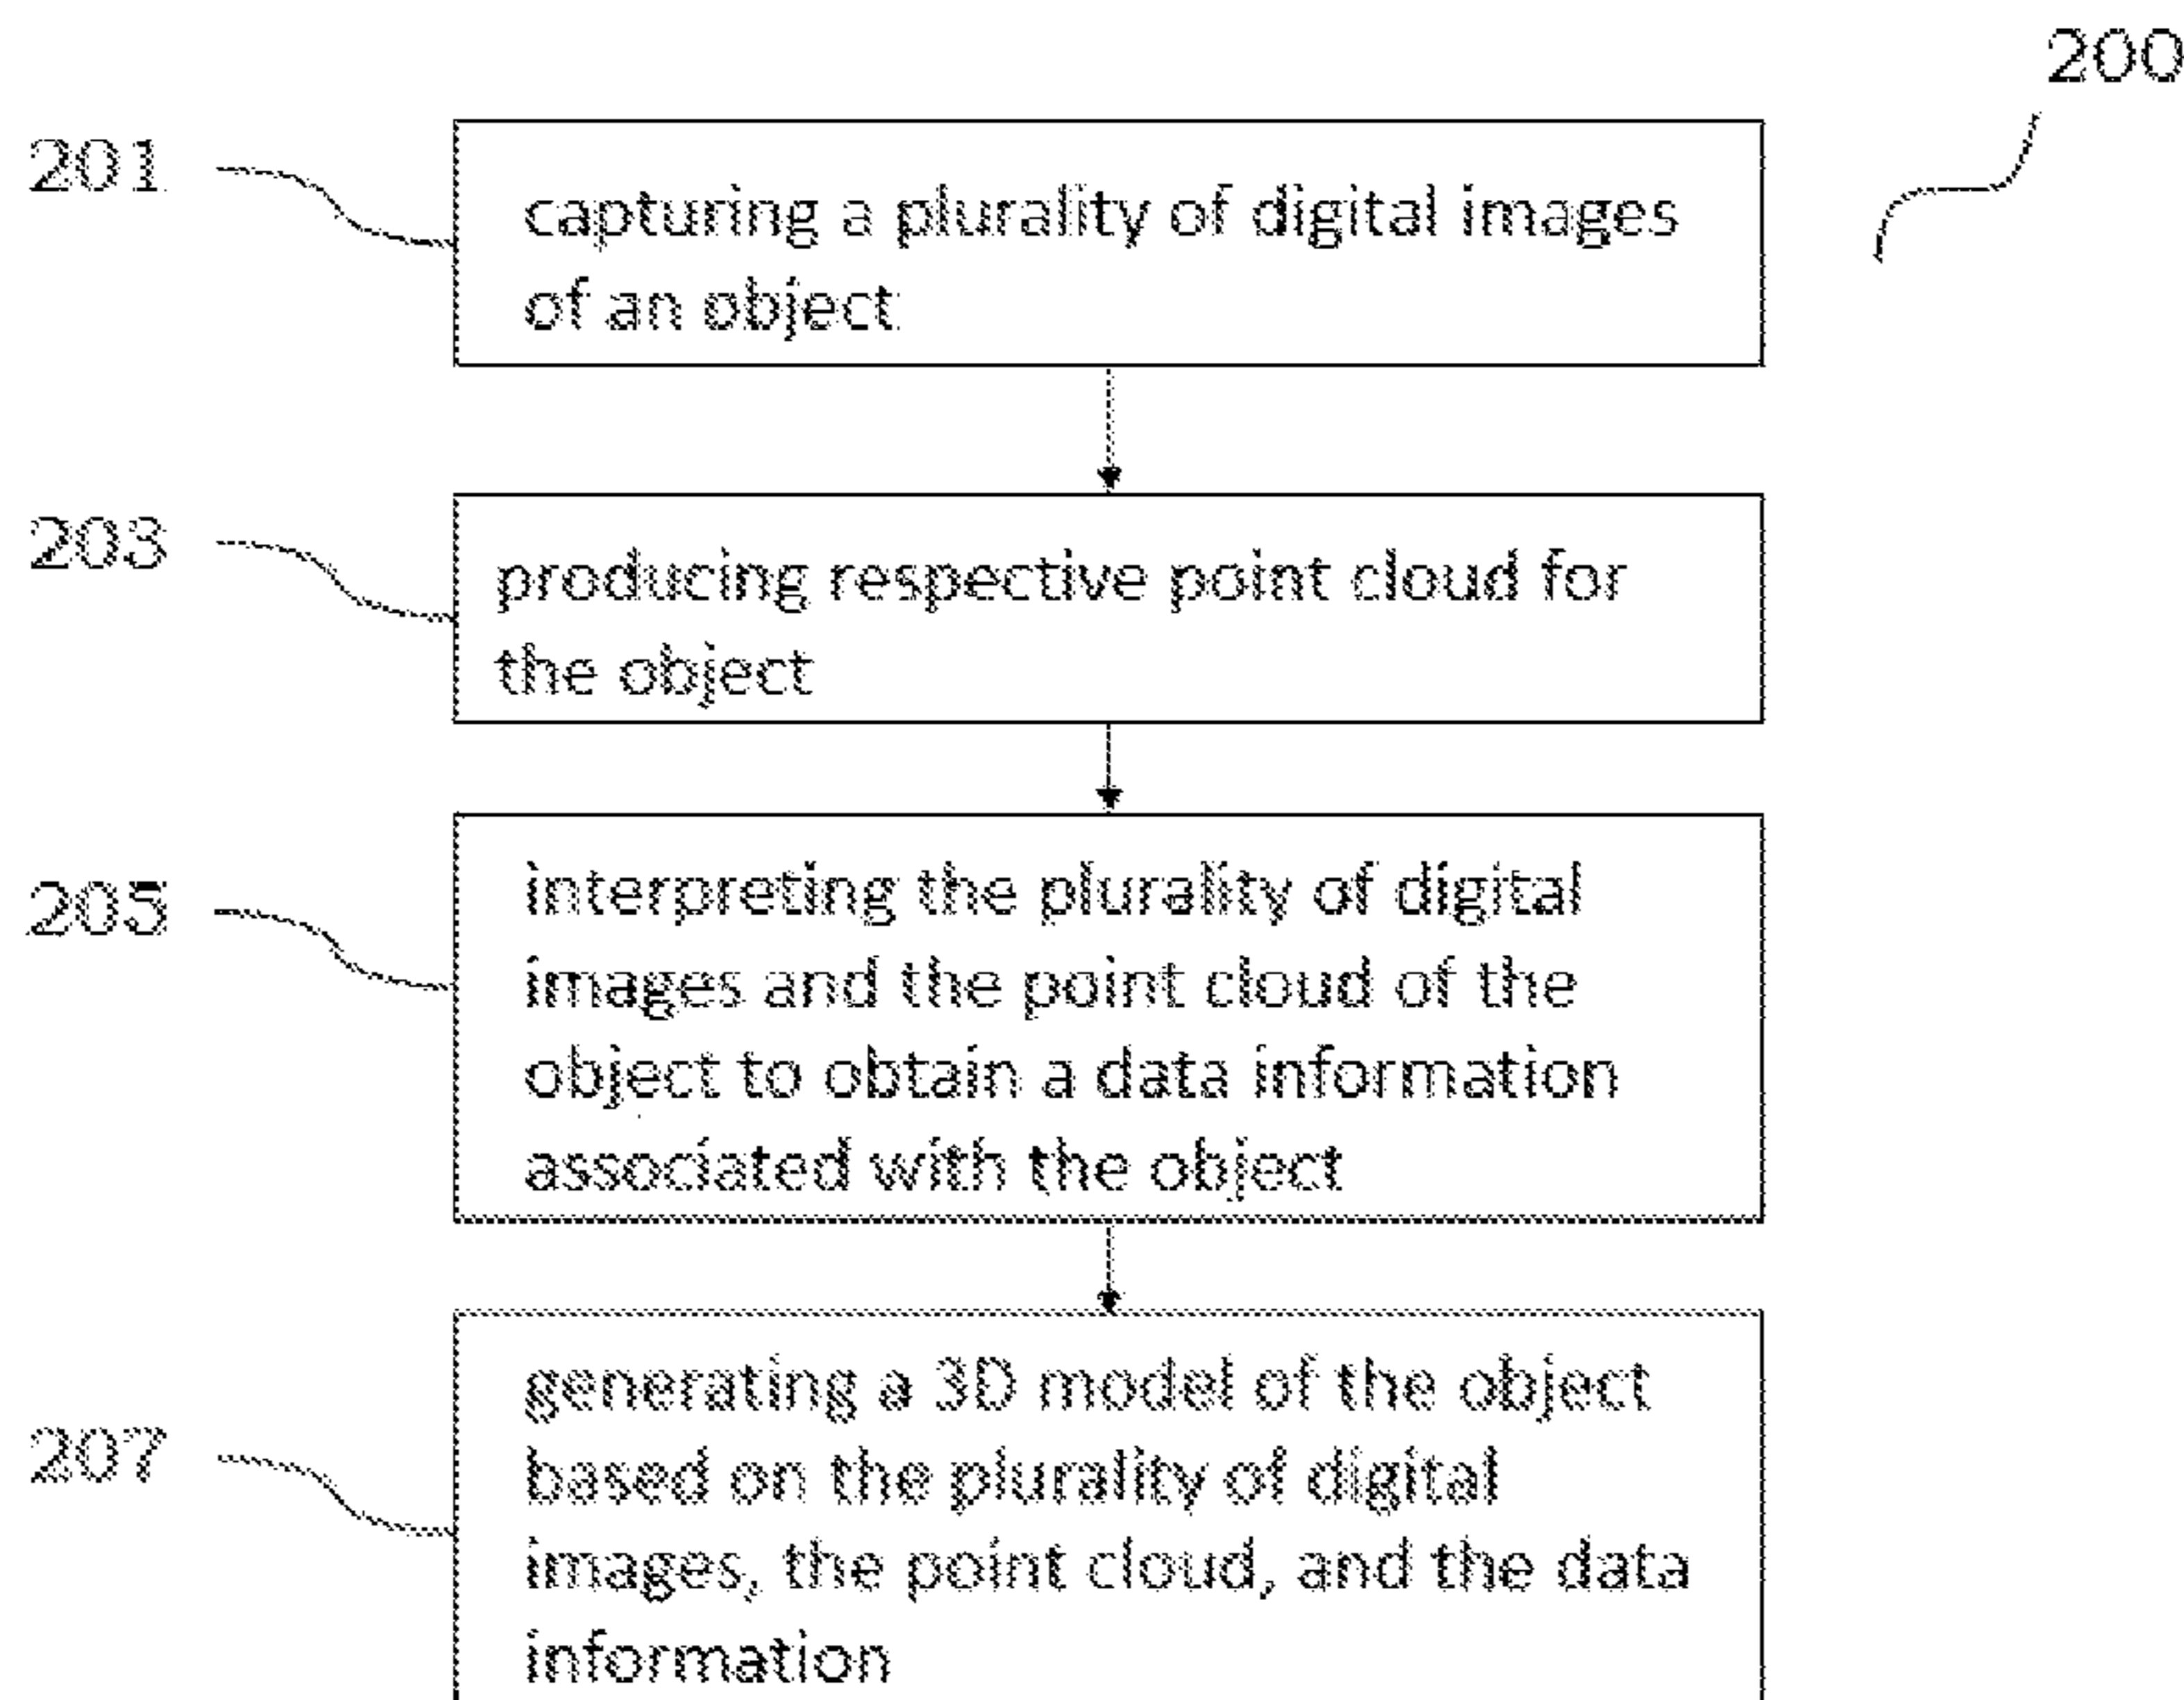 200
201
capturing a plurality of digital images
of an object
203
producing respective point cloud for
the object
205
interpreting the plurality of digital
images and the point cloud of the
object to obtain a data information
associated with the object
207
generating a 3D model of the object
based on the plurality of digital
images, the point cloud, and the data
information